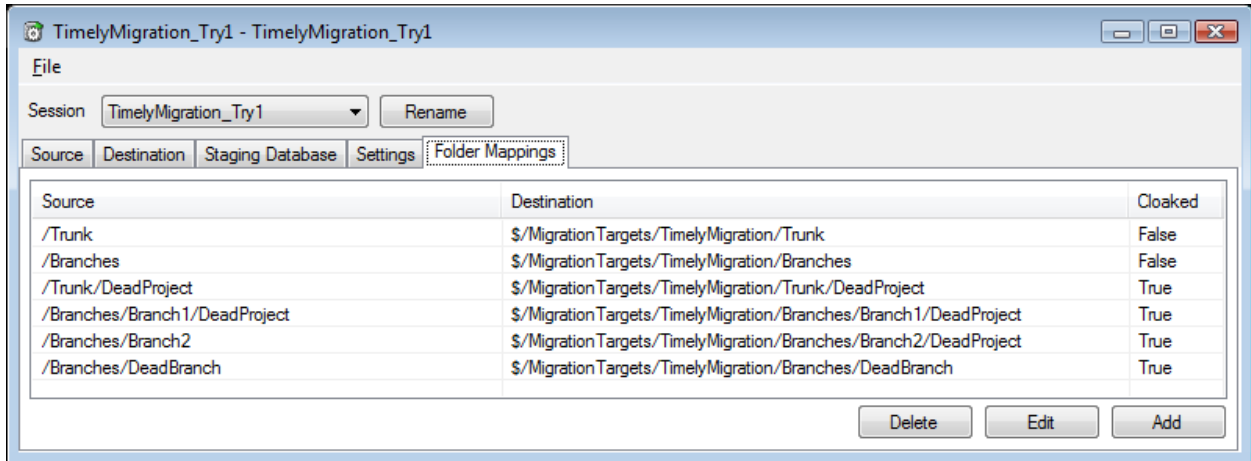 TimelyMigration_Try1 - TimelyMigration_Try1
File
Session TimelyMigration_Try1 Rename
Source Destination Staging Database Settings Folder Mappings
Source Destination Cloaked
/Trunk $/MigrationTargets/TimelyMigration/Trunk False
/Branches $/MigrationTargets/TimelyMigration/Branches False
/Trunk/DeadProject $/MigrationTargets/TimelyMigration/Trunk/DeadProject True
/Branches/Branch1/DeadProject $/MigrationTargets/TimelyMigration/Branches/Branch1/DeadProject True
/Branches/Branch2 $/MigrationTargets/TimelyMigration/Branches/Branch2/DeadProject True
/Branches/DeadBranch $/MigrationTargets/TimelyMigration/Branches/DeadBranch True
Delete Edit Add